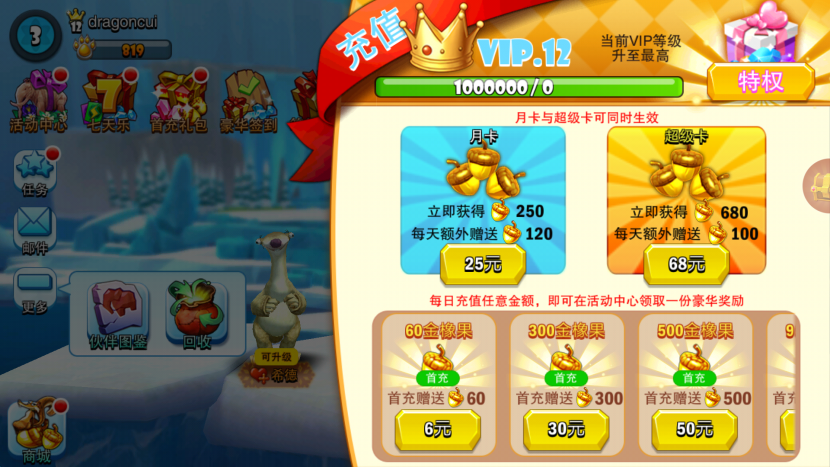 3
12
dragoncui
819
活动中心
七天乐
首充礼包
豪华签到
任务
邮件
更多
伙伴图鉴
回收
可升级
希德
商城
充值
VIP.12
当前VIP等级
升至最高
特权
1000000/0
月卡与超级卡可同时生效
月卡
立即获得 250
每天额外赠送 120
25元
超级卡
立即获得 680
每天额外赠送 100
68元
每日充值任意金额，即可在活动中心领取一份豪华奖励
60金橡果
首充
首充赠送 60
6元
300金橡果
首充
首充赠送 300
30元
500金橡果
首充
首充赠送 500
50元
9
首充